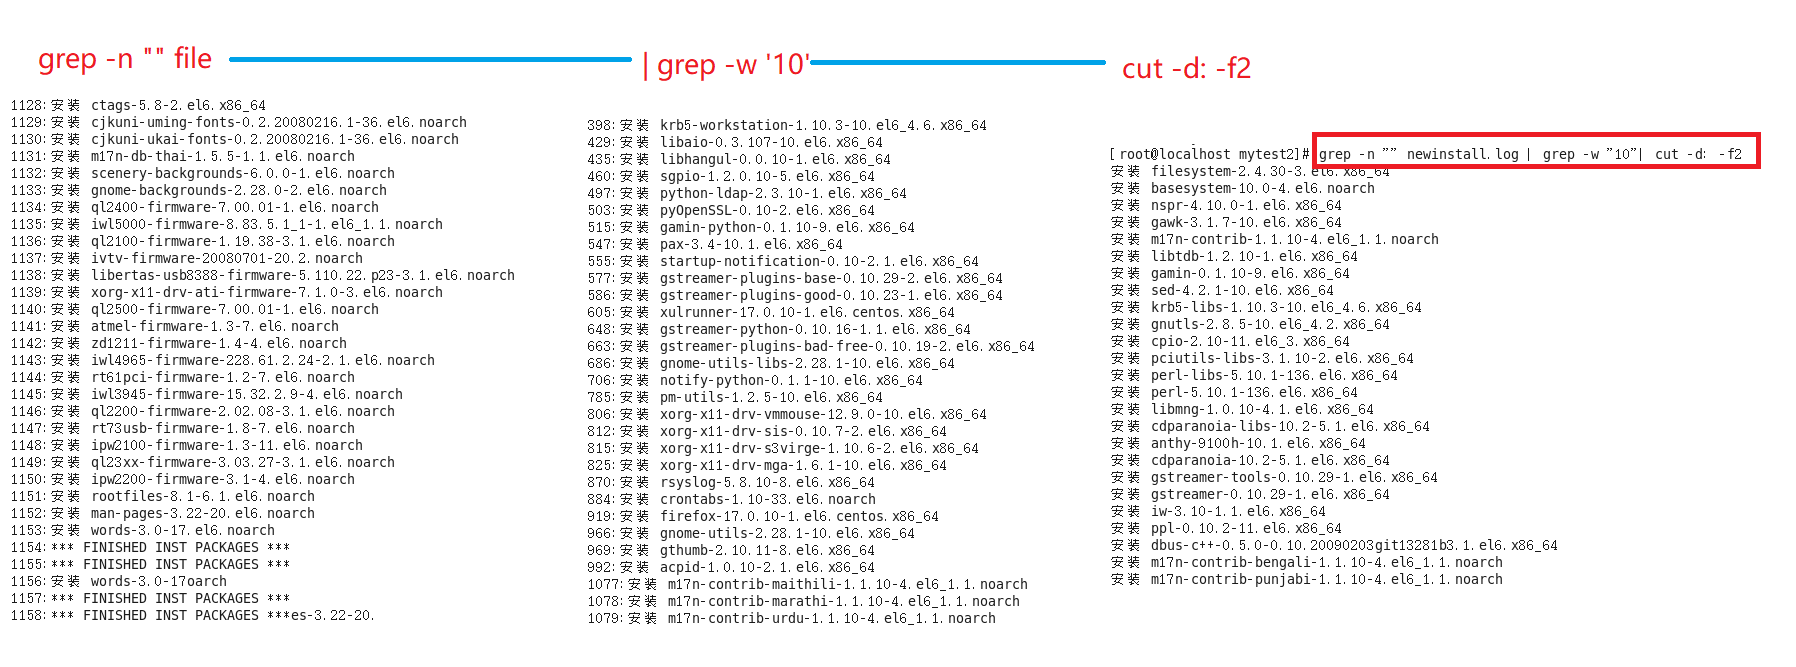 grep -n "" file
| grep -w '10'
cut -d: -f2
1128:安装 ctags-5.8-2.el6.x86_64
1129:安装 cjkuni-uming-fonts-0.2.20080216.1-36.el6.noarch
1130:安装 cjkuni-ukai-fonts-0.2.20080216.1-36.el6.noarch
1131:安装 m17n-db-thai-1.5.5-1.1.el6.noarch
1132:安装 scenery-backgrounds-6.0.0-1.el6.noarch
1133:安装 gnome-backgrounds-2.28.0-2.el6.noarch
1134:安装 ql2400-firmware-7.00.01-1.el6.noarch
1135:安装 iwl5000-firmware-8.83.5.1_1-1.el6_1.1.noarch
1136:安装 ql2100-firmware-1.19.38-3.1.el6.noarch
1137:安装 ivtv-firmware-20080701-20.2.noarch
1138:安装 libertas-usb8388-firmware-5.110.22.p23-3.1.el6.noarch
1139:安装 xorg-x11-drv-ati-firmware-7.1.0-3.el6.noarch
1140:安装 ql2500-firmware-7.00.01-1.el6.noarch
1141:安装 atmel-firmware-1.3-7.el6.noarch
1142:安装 zd1211-firmware-1.4-4.el6.noarch
1143:安装 iwl4965-firmware-228.61.2.24-2.1.el6.noarch
1144:安装 rt61pci-firmware-1.2-7.el6.noarch
1145:安装 iwl3945-firmware-15.32.2.9-4.el6.noarch
1146:安装 ql2200-firmware-2.02.08-3.1.el6.noarch
1147:安装 rt73usb-firmware-1.8-7.el6.noarch
1148:安装 ipw2100-firmware-1.3-11.el6.noarch
1149:安装 ql23xx-firmware-3.03.27-3.1.el6.noarch
1150:安装 ipw2200-firmware-3.1-4.el6.noarch
1151:安装 rootfiles-8.1-6.1.el6.noarch
1152:安装 man-pages-3.22-20.el6.noarch
1153:安装 words-3.0-17.el6.noarch
1154:*** FINISHED INST PACKAGES ***
1155:*** FINISHED INST PACKAGES ***
1156:安装 words-3.0-17oarch
1157:*** FINISHED INST PACKAGES ***
1158:*** FINISHED INST PACKAGES ***es-3.22-20.
398:安装 krb5-workstation-1.10.3-10.el6_4.6.x86_64
429:安装 libaio-0.3.107-10.el6.x86_64
435:安装 libhangul-0.0.10-1.el6.x86_64
460:安装 sgpio-1.2.0.10-5.el6.x86_64
497:安装 python-ldap-2.3.10-1.el6.x86_64
503:安装 pyOpenSSL-0.10-2.el6.x86_64
515:安装 gamin-python-0.1.10-9.el6.x86_64
547:安装 pax-3.4-10.1.el6.x86_64
555:安装 startup-notification-0.10-2.1.el6.x86_64
577:安装 gstreamer-plugins-base-0.10.29-2.el6.x86_64
586:安装 gstreamer-plugins-good-0.10.23-1.el6.x86_64
605:安装 xulrunner-17.0.10-1.el6.centos.x86_64
648:安装 gstreamer-python-0.10.16-1.1.el6.x86_64
663:安装 gstreamer-plugins-bad-free-0.10.19-2.el6.x86_64
686:安装 gnome-utils-libs-2.28.1-10.el6.x86_64
706:安装 notify-python-0.1.1-10.el6.x86_64
785:安装 pm-utils-1.2.5-10.el6.x86_64
806:安装 xorg-x11-drv-vmmouse-12.9.0-10.el6.x86_64
812:安装 xorg-x11-drv-sis-0.10.7-2.el6.x86_64
815:安装 xorg-x11-drv-s3virge-1.10.6-2.el6.x86_64
825:安装 xorg-x11-drv-mga-1.6.1-10.el6.x86_64
870:安装 rsyslog-5.8.10-8.el6.x86_64
884:安装 crontabs-1.10-33.el6.noarch
919:安装 firefox-17.0.10-1.el6.centos.x86_64
966:安装 gnome-utils-2.28.1-10.el6.x86_64
969:安装 gthumb-2.10.11-8.el6.x86_64
992:安装 acpid-1.0.10-2.1.el6.x86_64
1077:安装 m17n-contrib-maithili-1.1.10-4.el6_1.1.noarch
1078:安装 m17n-contrib-marathi-1.1.10-4.el6_1.1.noarch
1079:安装 m17n-contrib-urdu-1.1.10-4.el6_1.1.noarch
[root@localhost mytest2]# grep -n "" newinstall.log | grep -w "10"| cut -d: -f2
安装 filesystem-2.4.30-3.el6.x86_64
安装 basesystem-10.0-4.el6.noarch
安装 nspr-4.10.0-1.el6.x86_64
安装 gawk-3.1.7-10.el6.x86_64
安装 m17n-contrib-1.1.10-4.el6_1.1.noarch
安装 libtdb-1.2.10-1.el6.x86_64
安装 gamin-0.1.10-9.el6.x86_64
安装 sed-4.2.1-10.el6.x86_64
安装 krb5-libs-1.10.3-10.el6_4.6.x86_64
安装 gnutls-2.8.5-10.el6_4.2.x86_64
安装 cpio-2.10-11.el6_3.x86_64
安装 pciutils-libs-3.1.10-2.el6.x86_64
安装 perl-libs-5.10.1-136.el6.x86_64
安装 perl-5.10.1-136.el6.x86_64
安装 libmng-1.0.10-4.1.el6.x86_64
安装 cdparanoia-libs-10.2-5.1.el6.x86_64
安装 anthy-9100h-10.1.el6.x86_64
安装 cdparanoia-10.2-5.1.el6.x86_64
安装 gstreamer-tools-0.10.29-1.el6.x86_64
安装 gstreamer-0.10.29-1.el6.x86_64
安装 iw-3.10-1.1.el6.x86_64
安装 ppl-0.10.2-11.el6.x86_64
安装 dbus-c++-0.5.0-0.10.20090203git13281b3.1.el6.x86_64
安装 m17n-contrib-bengali-1.1.10-4.el6_1.1.noarch
安装 m17n-contrib-punjabi-1.1.10-4.el6_1.1.noarch